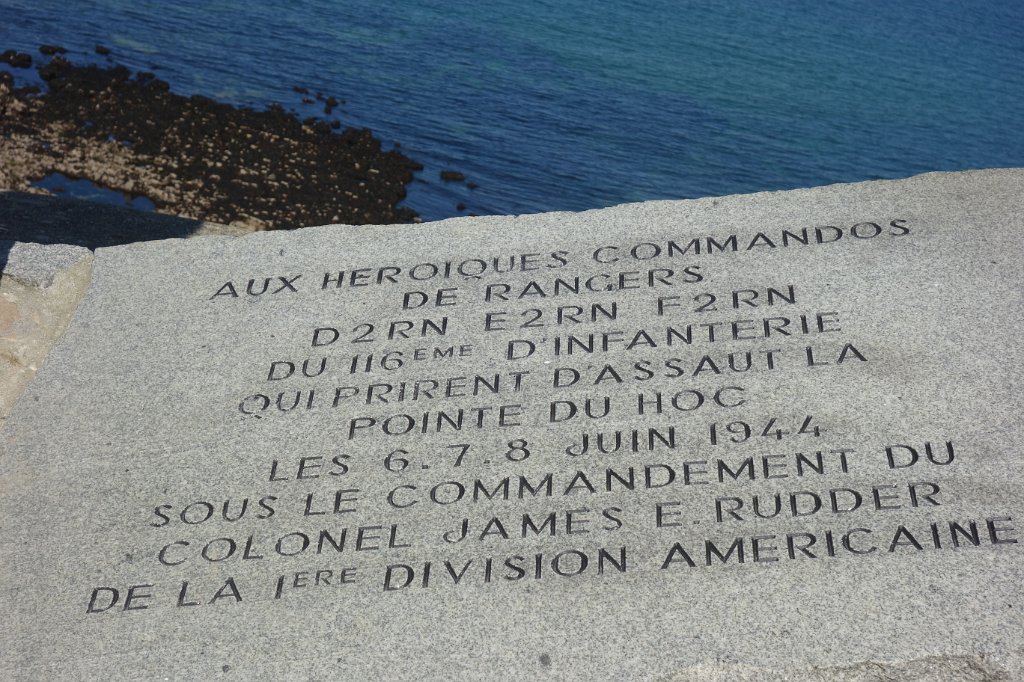 AUX HEROIQUES COMMANDOS
DE RANGERS
D2RN E2RN F2RN
DU 116EME D'INFANTERIE
QUI PRIRENT D'ASSAUT LA
POINTE DU HOC
LES 6.7.8 JUIN 1944
SOUS LE COMMANDEMENT DU
COLONEL JAMES E. RUDDER
DE LA 1ERE DIVISION AMERICAINE